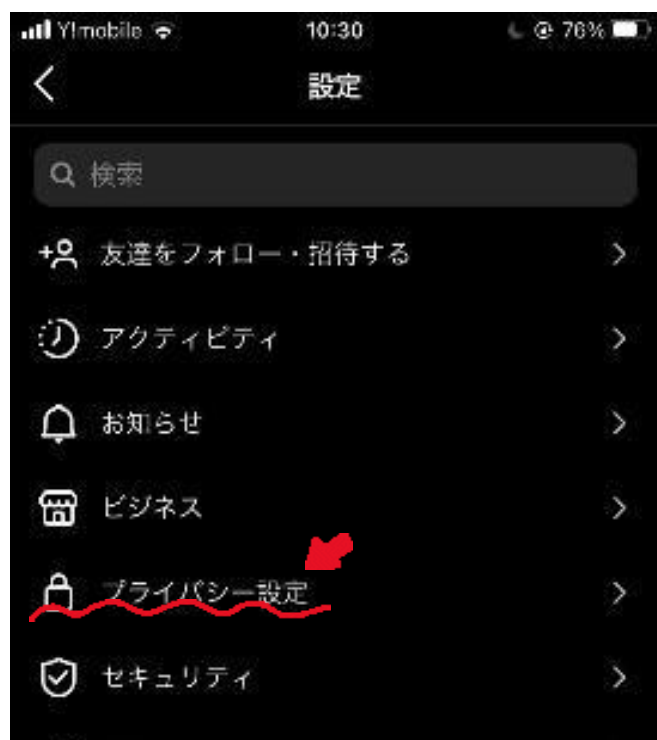 Y!mobile 10:30 76%
設定
検索
友達をフォロー・招待する
アクティビティ
お知らせ
ビジネス
プライバシー設定
セキュリティ